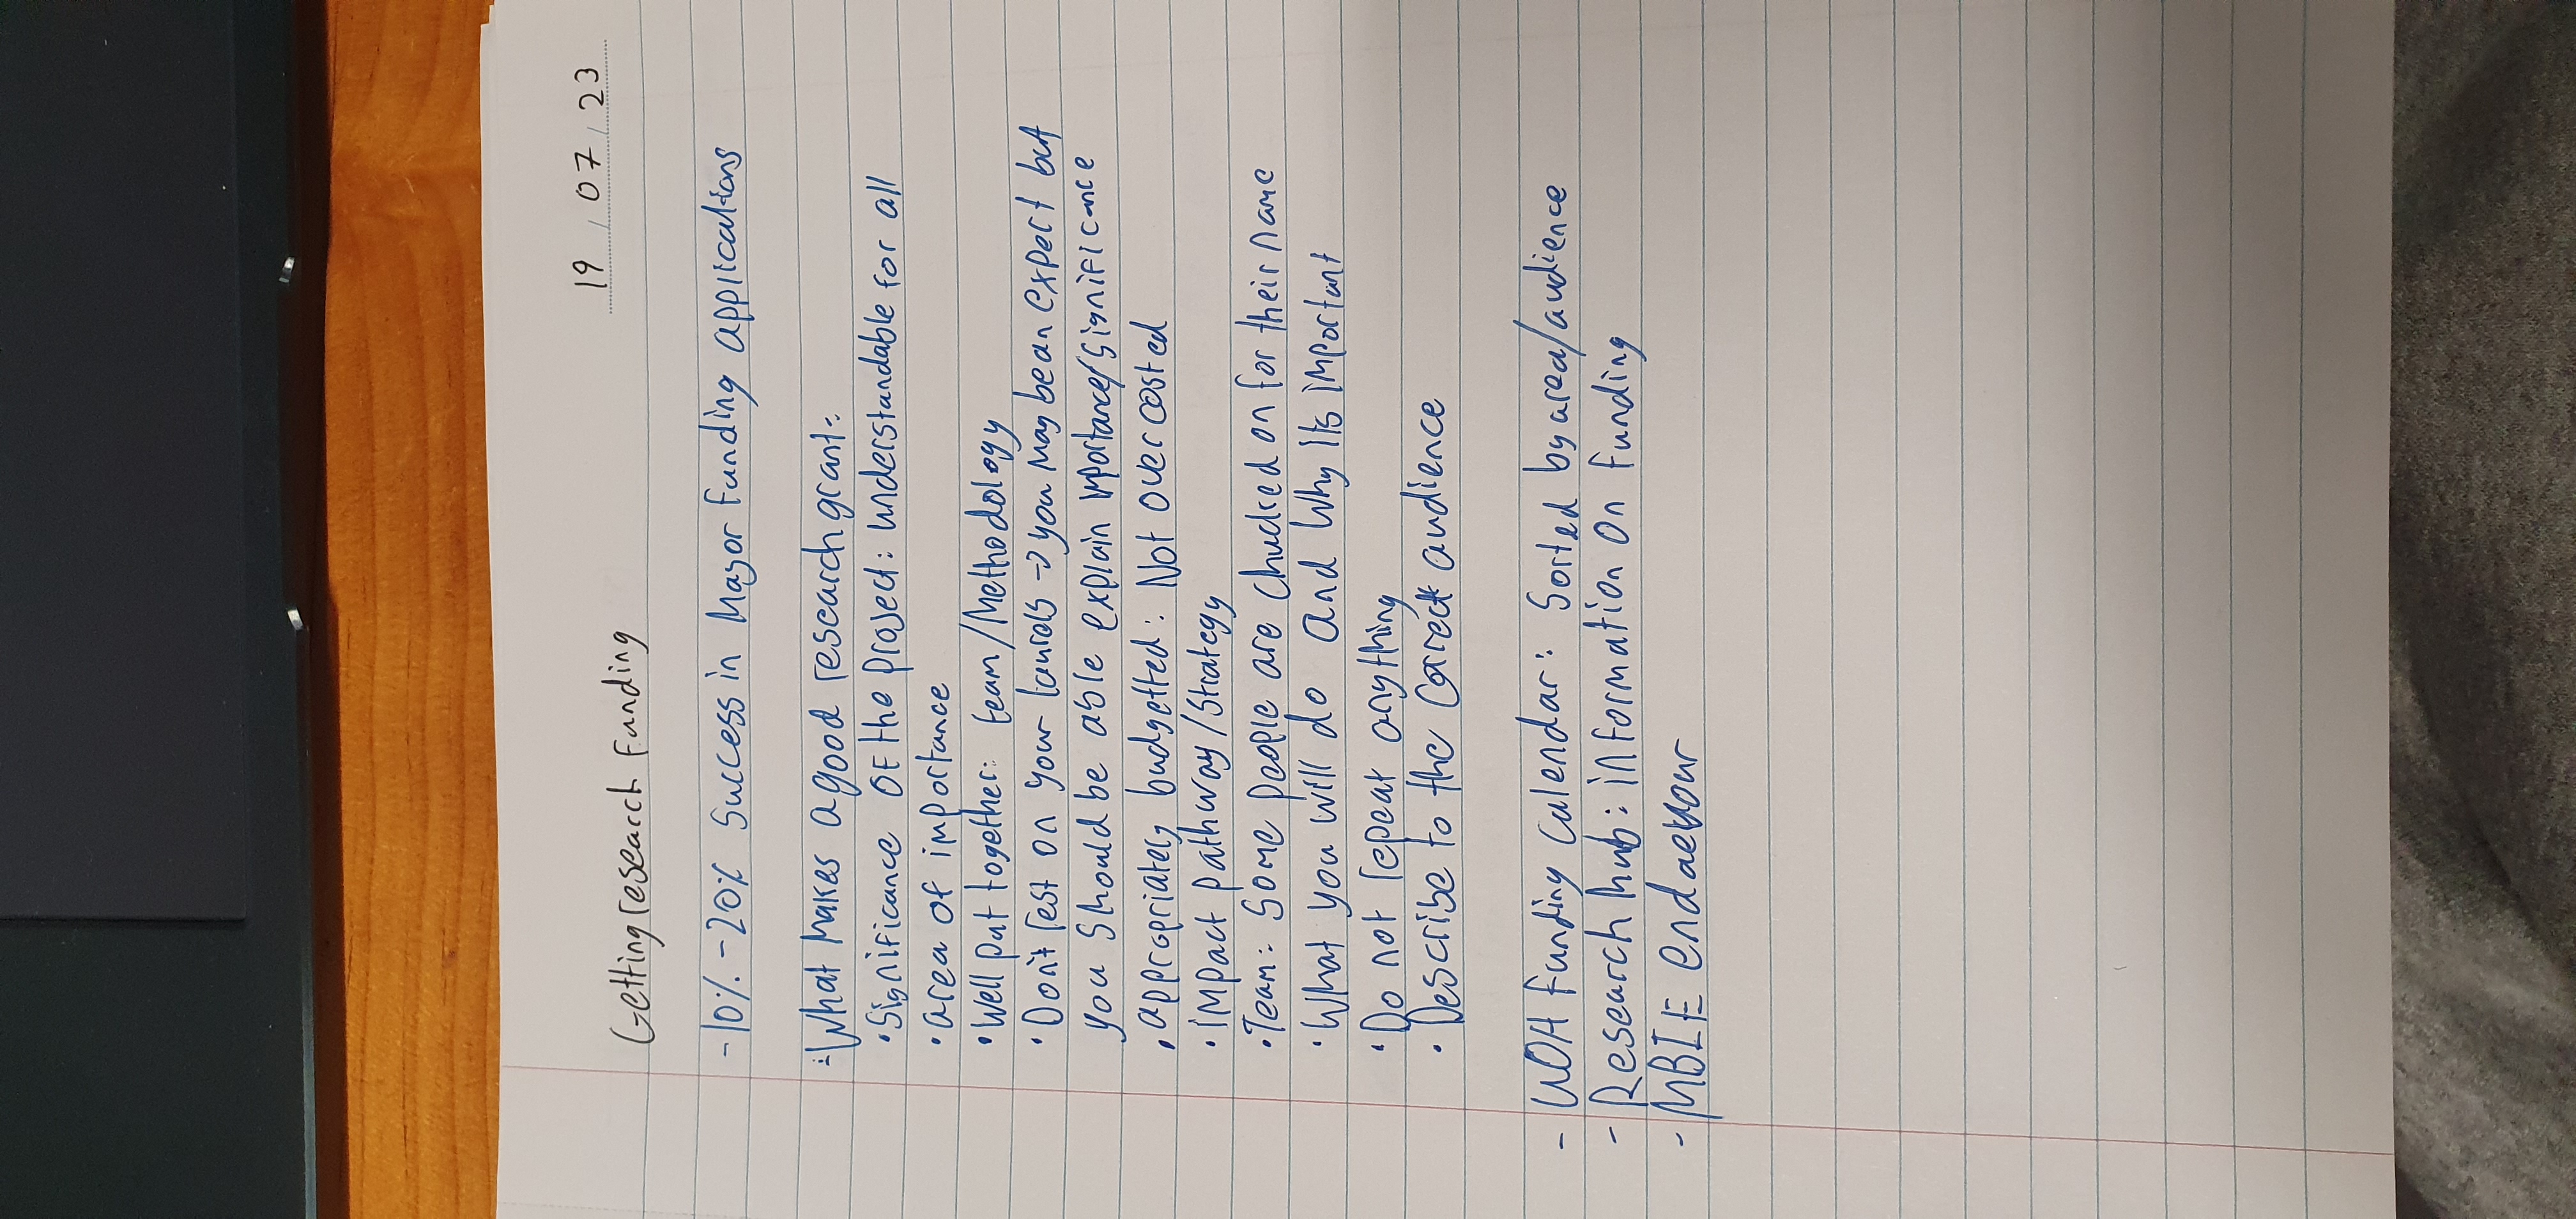 19 / 07 / 23
Getting research Funding
-10% -20% Success in Mayor funding applications
What Makes a good research grant:
• Significance OF the project: understandable for all
• area of importance
• Well put together: team/Methodology
• Don't rest on your laurels → you may be an expert but
you should be able explain importance/significance
• appropriately budgetted: Not over costed
• impact pathway/Strategy
• Team: Some people are chucked on for their name
• What you will do and Why Its important
• Do not repeat anything
• Describe to the correct audience
- UOA funding calendar: Sorted by area/audience
- Research hub: information on funding
- MBIE endaevour